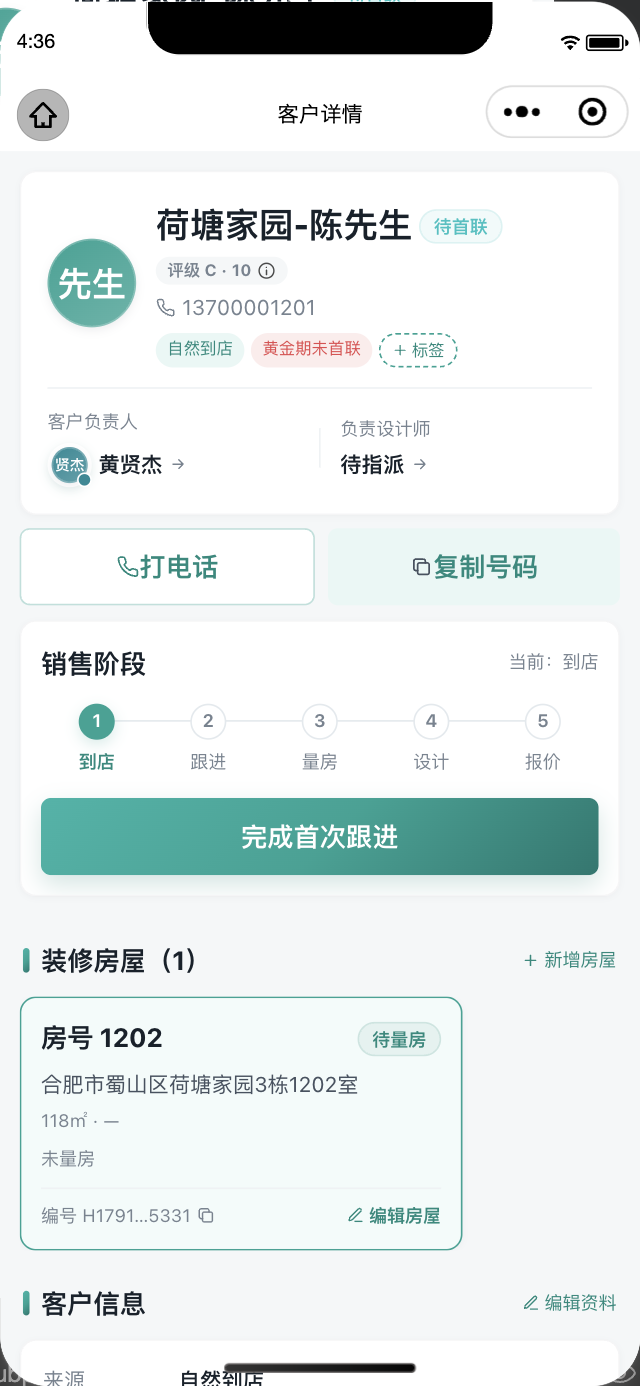 4:36
客户详情
先生
荷塘家园-陈先生 待首联
评级 C · 10
13700001201
自然到店 黄金期未首联 + 标签
客户负责人
贤杰 黄贤杰 →
负责设计师
待指派 →
打电话
复制号码
销售阶段 当前：到店
1 2 3 4 5
到店 跟进 量房 设计 报价
完成首次跟进
装修房屋（1） + 新增房屋
房号 1202 待量房
合肥市蜀山区荷塘家园3栋1202室
118㎡ · —
未量房
编号 H1791...5331 编辑房屋
客户信息 编辑资料
来源 自然到店